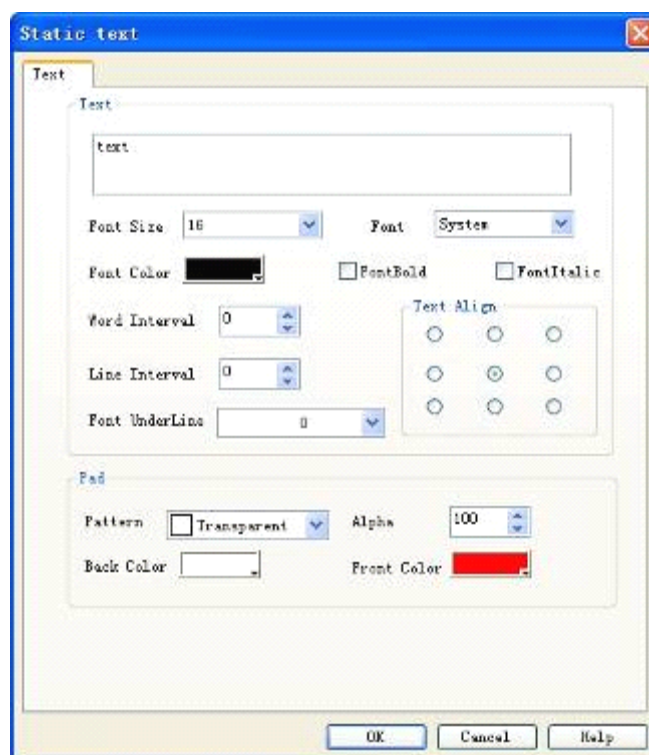 Static text
Text
Text
text
Font Size 16 Font System
Font Color FontBold FontItalic
Word Interval 0 Text Align
Line Interval 0
Font UnderLine 0
Pad
Pattern Transparent Alpha 100
Back Color Front Color
OK Cancel Help